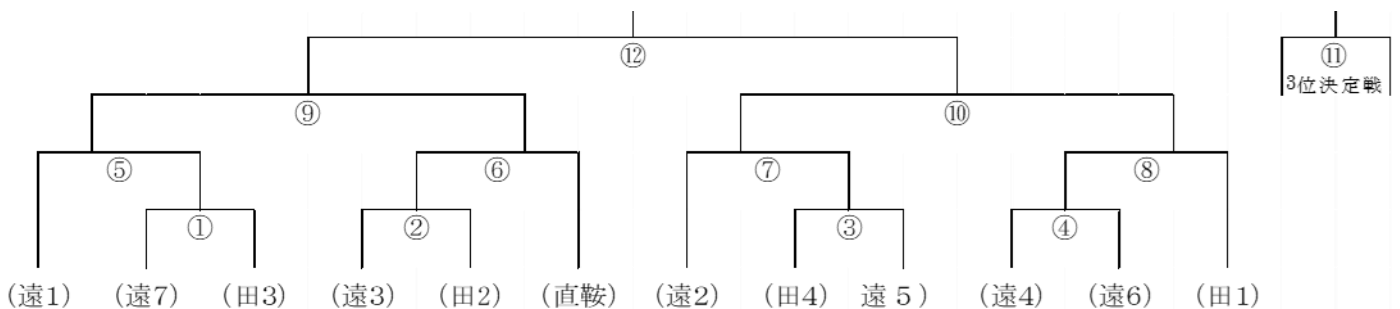 ⑫ ⑪
3位決定戦
⑨ ⑩
⑤ ⑥ ⑦ ⑧
① ② ③ ④
(遠1) (遠7) (田3) (遠3) (田2) (直鞍) (遠2) (田4) 遠5) (遠4) (遠6) (田1)